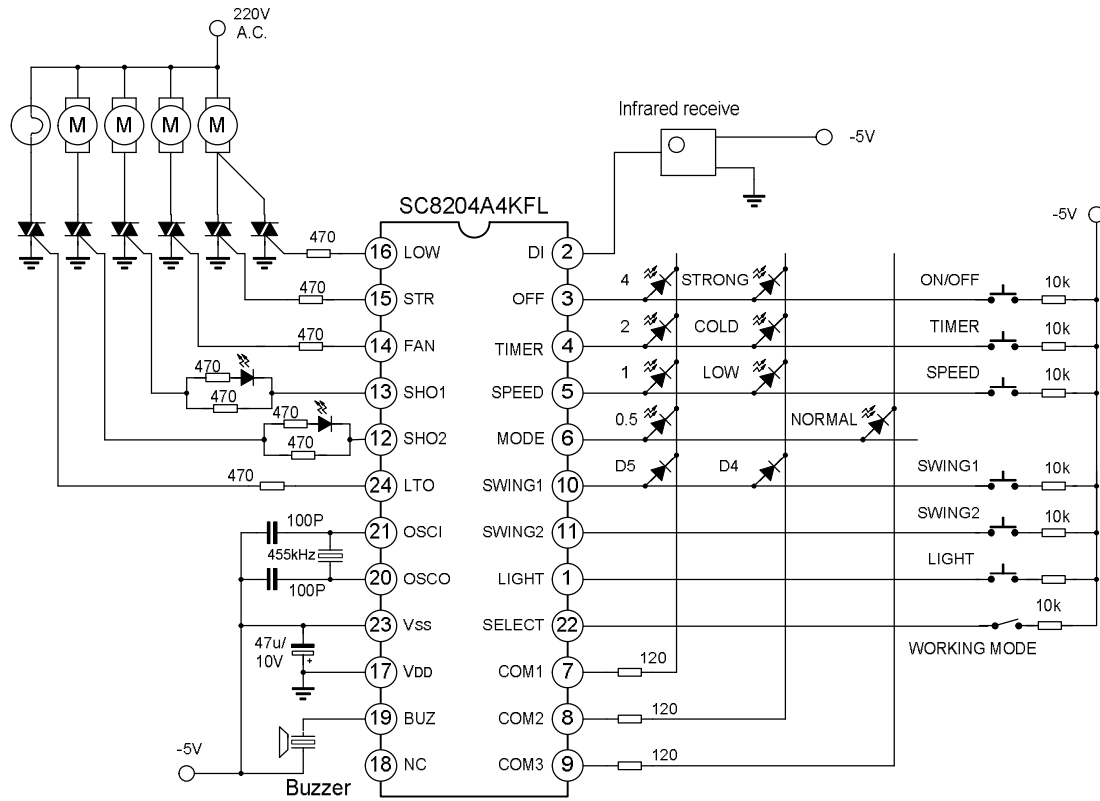 220V
A.C.
M M M M
Infrared receive
-5V
-5V
SC8204A4KFL
470 16 LOW DI 2
470 15 STR OFF 3 4 STRONG ON/OFF 10k
470 14 FAN TIMER 4 2 COLD TIMER 10k
470 470 13 SHO1 SPEED 5 1 LOW SPEED 10k
470 470 12 SHO2 MODE 6 0.5 NORMAL
470 24 LTO SWING1 10 D5 D4 SWING1 10k
100P 21 OSCI SWING2 11 SWING2 10k
455kHz
100P 20 OSCO LIGHT 1 LIGHT
23 Vss SELECT 22 10k
WORKING MODE
47u/
10V
+
17 VDD COM1 7 120
19 BUZ COM2 8 120
-5V
18 NC COM3 9 120
Buzzer